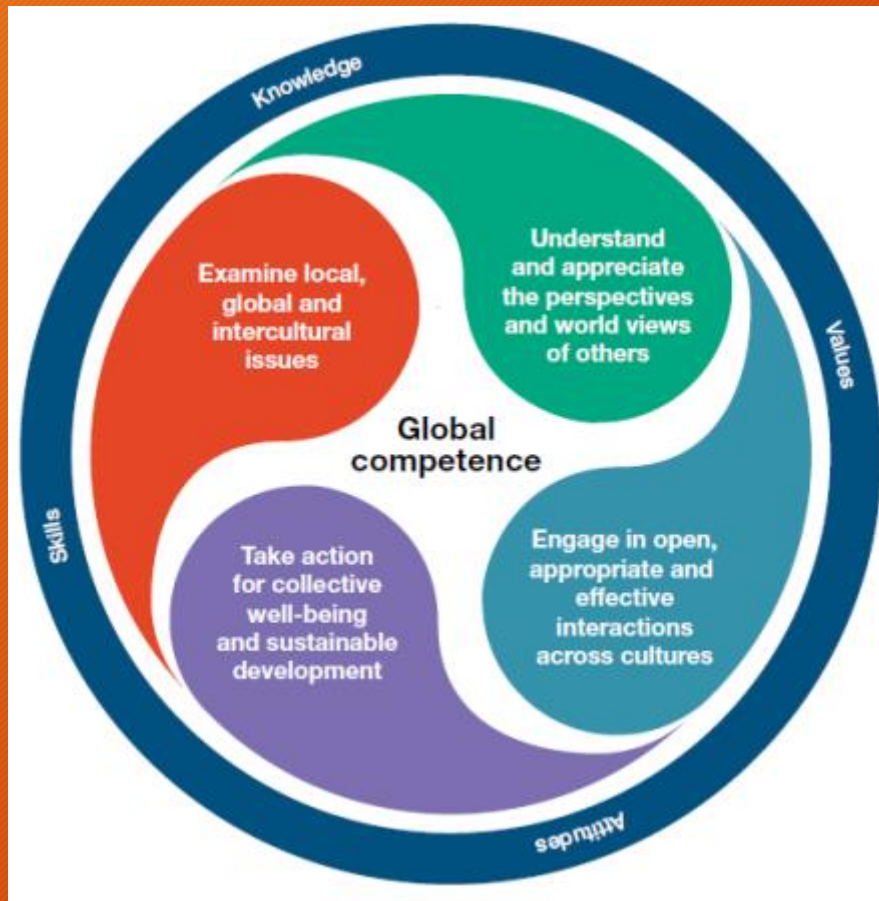 Knowledge
Examine local,
global and
intercultural
issues
Understand
and appreciate
the perspectives
and world views
of others
Values
Global
competence
Skills
Take action
for collective
well-being
and sustainable
development
Engage in open,
appropriate and
effective
interactions
across cultures
Attitudes